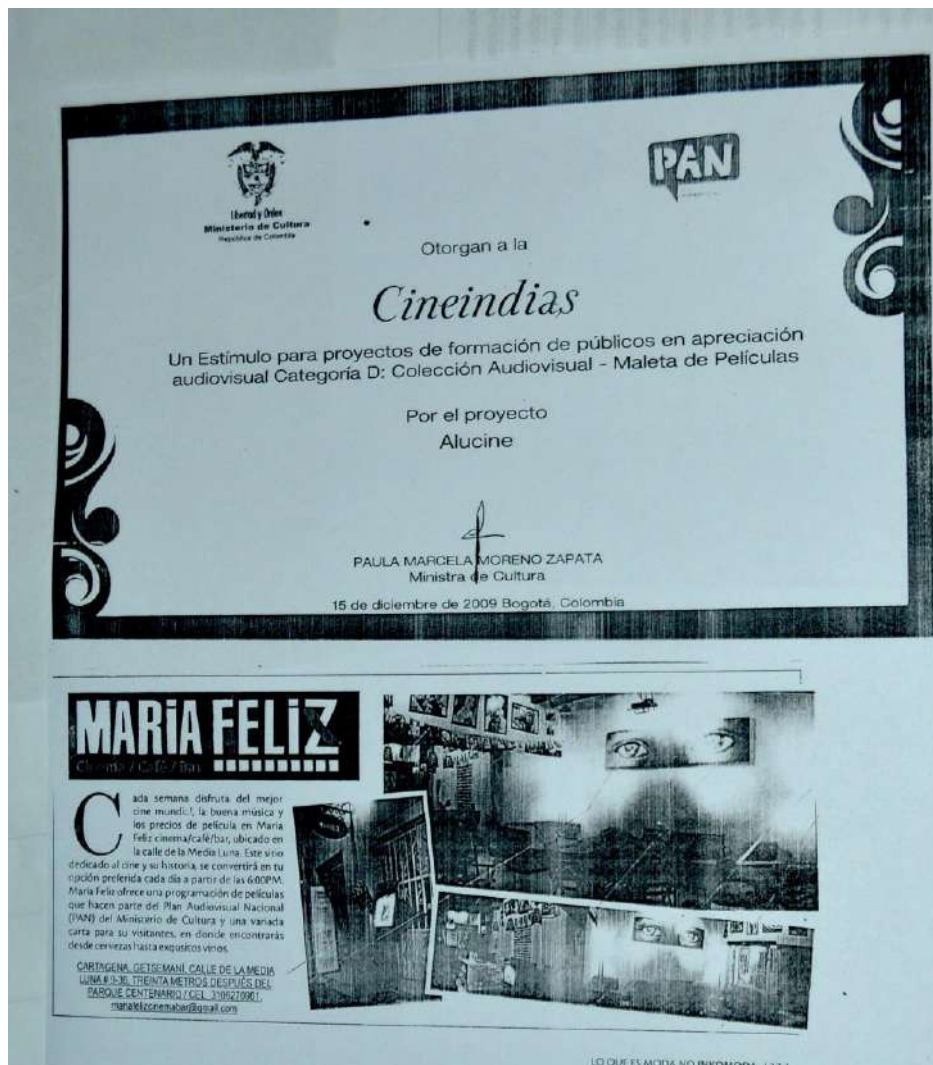 Libertad y Orden
Ministerio de Cultura
República de Colombia
PAN
Otorgan a la
Cineindias
Un Estímulo para proyectos de formación de públicos en apreciación
audiovisual Categoría D: Colección Audiovisual - Maleta de Películas
Por el proyecto
Alucine
PAULA MARCELA MORENO ZAPATA
Ministra de Cultura
15 de diciembre de 2009 Bogotá, Colombia
MARiA FELiZ
Cinema / Café / Bar
Cada semana disfruta del mejor
cine mundial, la buena música y
los precios de película en Maria
Feliz cinema/café/bar, ubicado en
la calle de la Media Luna. Este sitio
dedicado al cine y su historia, se convertirá en tu
opción preferida cada día a partir de las 6:00PM.
Maria Feliz ofrece una programación de películas
que hacen parte del Plan Audiovisual Nacional
(PAN) del Ministerio de Cultura y una variada
carta para su visitantes, en donde encontrarás
desde cervezas hasta exquisitos vinos.
CARTAGENA, GETSEMANÍ, CALLE DE LA MEDIA
LUNA # 9-36, TREINTA METROS DESPUÉS DEL
PARQUE CENTENARIO / CEL.
mariafelizcinemabar@gmail.com
LO QUE ES MODA NO INKOMODA